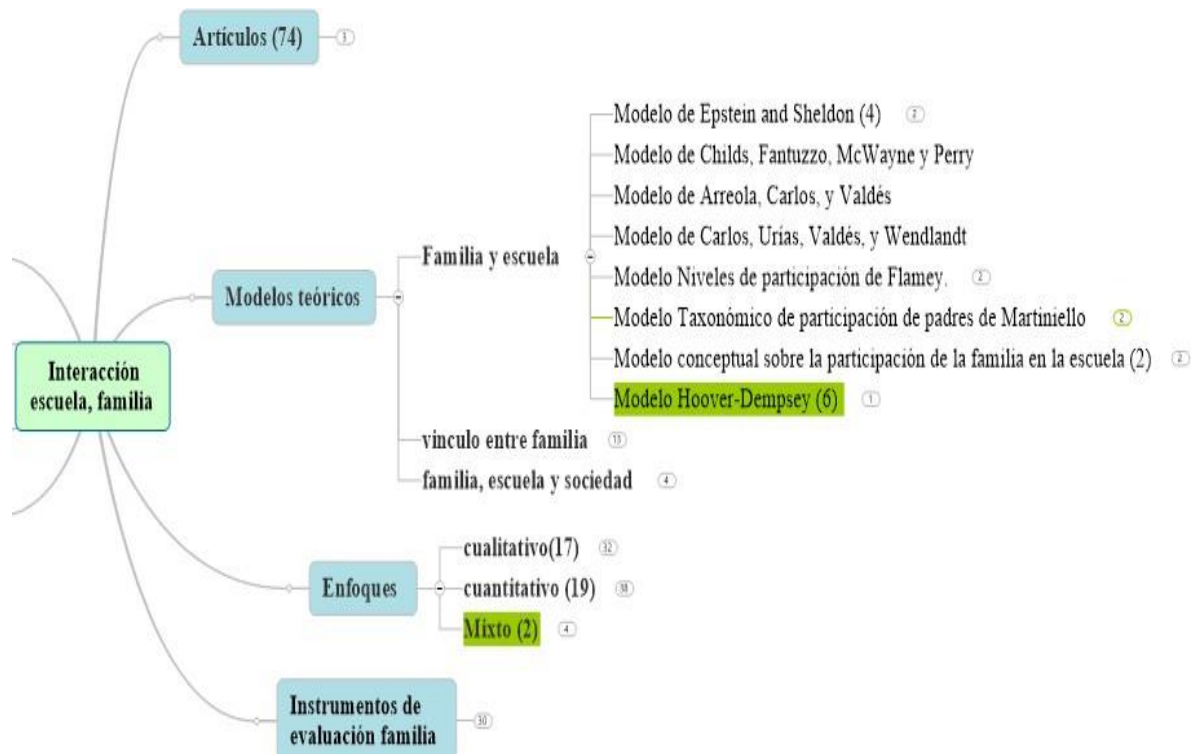 Artículos (74)
3
Modelo de Epstein and Sheldon (4)
2
Modelo de Childs, Fantuzzo, McWayne y Perry
Modelo de Arreola, Carlos, y Valdés
Modelo de Carlos, Urías, Valdés, y Wendlandt
Familia y escuela
Modelo Niveles de participación de Flamey.
2
Modelos teóricos
Modelo Taxonómico de participación de padres de Martiniello
2
Modelo conceptual sobre la participación de la familia en la escuela (2)
2
Modelo Hoover-Dempsey (6)
1
Interacción
escuela, familia
vinculo entre familia
13
familia, escuela y sociedad
4
Enfoques
cualitativo(17)
32
cuantitativo (19)
38
Mixto (2)
4
Instrumentos de
evaluación familia
30